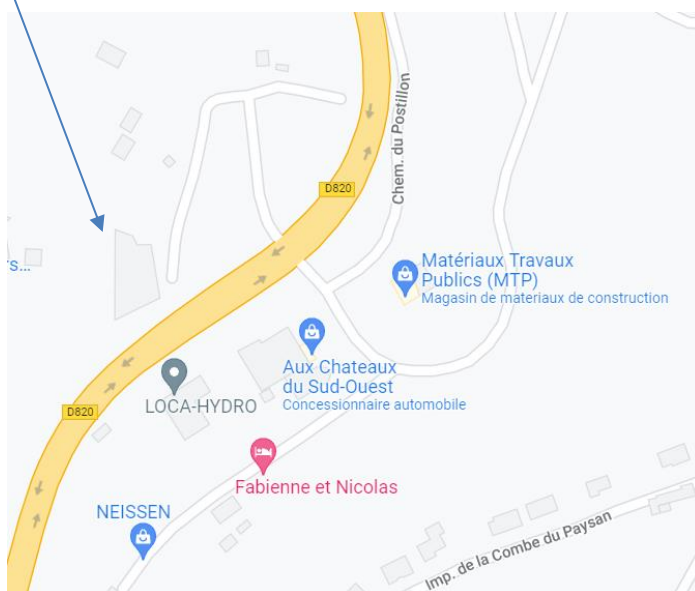 Chem. du Postillon
D820
Matériaux Travaux
Publics (MTP)
Magasin de materiaux de construction
s...
Aux Chateaux
du Sud-Ouest
Concessionnaire automobile
LOCA-HYDRO
D820
Fabienne et Nicolas
NEISSEN
Imp. de la Combe du Paysan